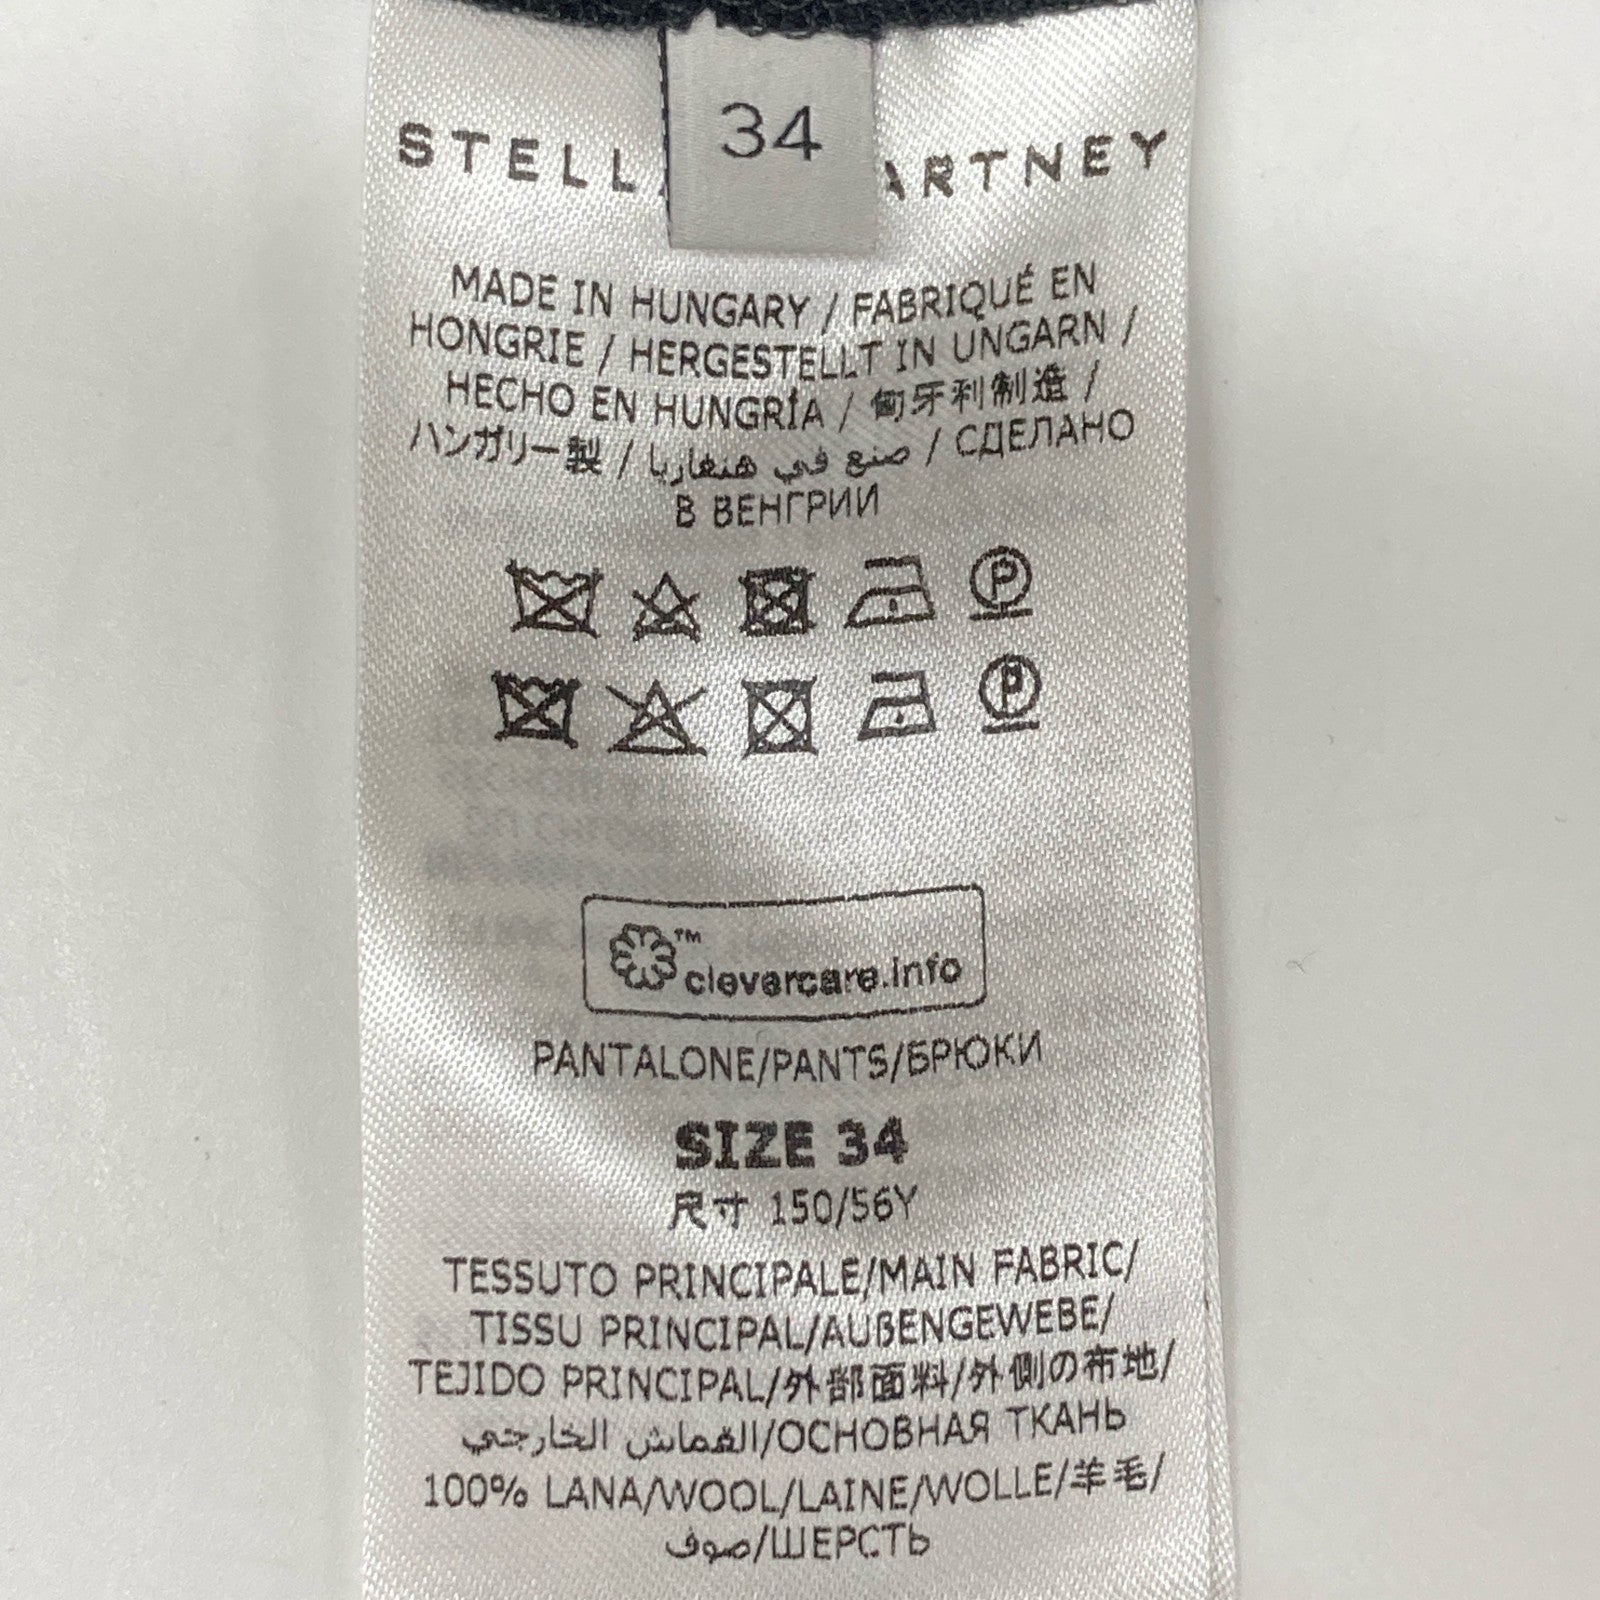 34
STELL ARTNEY
MADE IN HUNGARY / FABRIQUÉ EN
HONGRIE / HERGESTELLT IN UNGARN /
HECHO EN HUNGRÍA / 匈牙利制造 /
ハンガリー製 / صنع في هنغاريا / СДЕЛАНО
В ВЕНГРИИ
P
P
™
clevercare.info
PANTALONE/PANTS/БРЮКИ
SIZE 34
尺寸 150/56Y
TESSUTO PRINCIPALE/MAIN FABRIC/
TISSU PRINCIPAL/AUßENGEWEBE/
TEJIDO PRINCIPAL/外部面料/外側の布地/
القماش الخارجي/ОСНОВНАЯ ТКАНЬ
100% LANA/WOOL/LAINE/WOLLE/羊毛/
صوف/ШЕРСТЬ